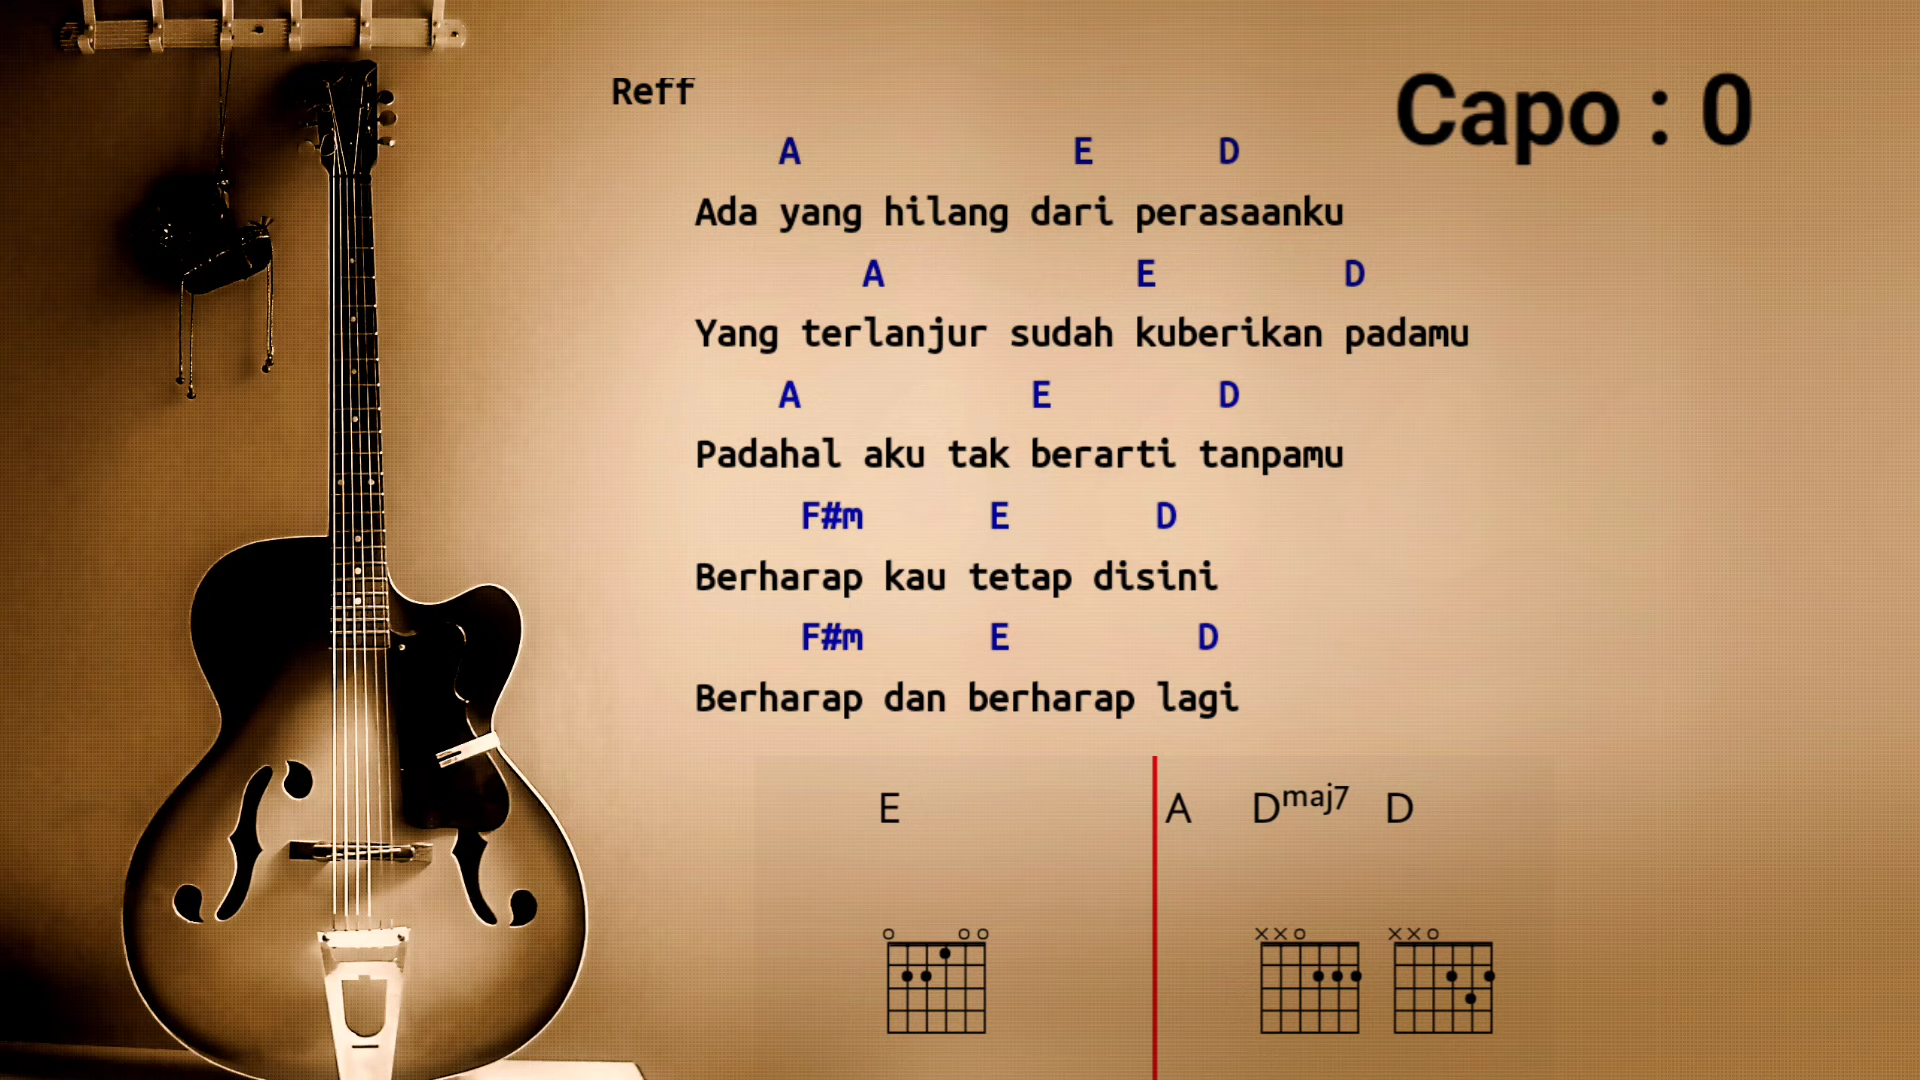 Reff
Capo : 0
A E D
Ada yang hilang dari perasaanku
A E D
Yang terlanjur sudah kuberikan padamu
A E D
Padahal aku tak berarti tanpamu
F#m E D
Berharap kau tetap disini
F#m E D
Berharap dan berharap lagi
E A Dmaj7 D